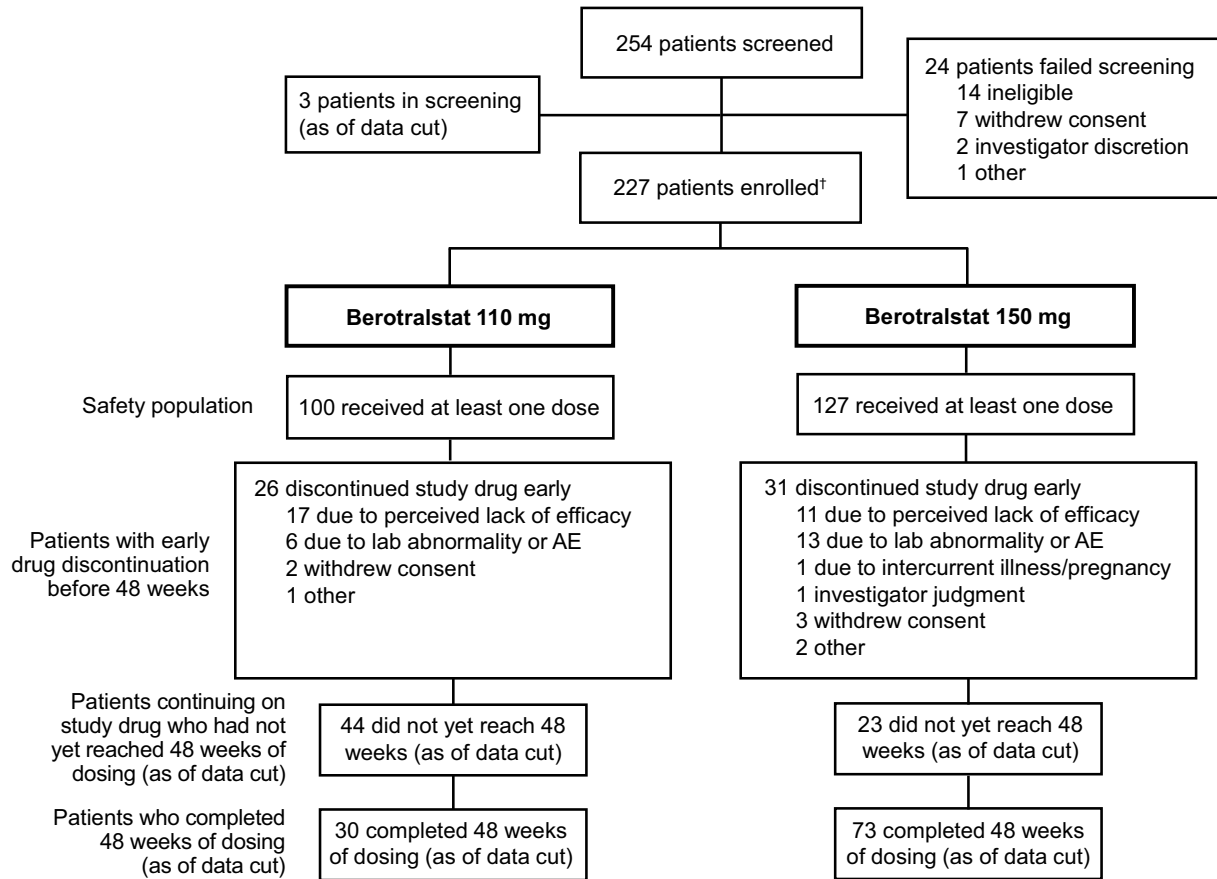 254 patients screened
3 patients in screening
(as of data cut)
24 patients failed screening
14 ineligible
7 withdrew consent
2 investigator discretion
1 other
227 patients enrolled†
Berotralstat 110 mg
Berotralstat 150 mg
Safety population
100 received at least one dose
127 received at least one dose
Patients with early
drug discontinuation
before 48 weeks
26 discontinued study drug early
17 due to perceived lack of efficacy
6 due to lab abnormality or AE
2 withdrew consent
1 other
31 discontinued study drug early
11 due to perceived lack of efficacy
13 due to lab abnormality or AE
1 due to intercurrent illness/pregnancy
1 investigator judgment
3 withdrew consent
2 other
Patients continuing on
study drug who had not
yet reached 48 weeks of
dosing (as of data cut)
44 did not yet reach 48
weeks (as of data cut)
23 did not yet reach 48
weeks (as of data cut)
Patients who completed
48 weeks of dosing
(as of data cut)
30 completed 48 weeks
of dosing (as of data cut)
73 completed 48 weeks
of dosing (as of data cut)